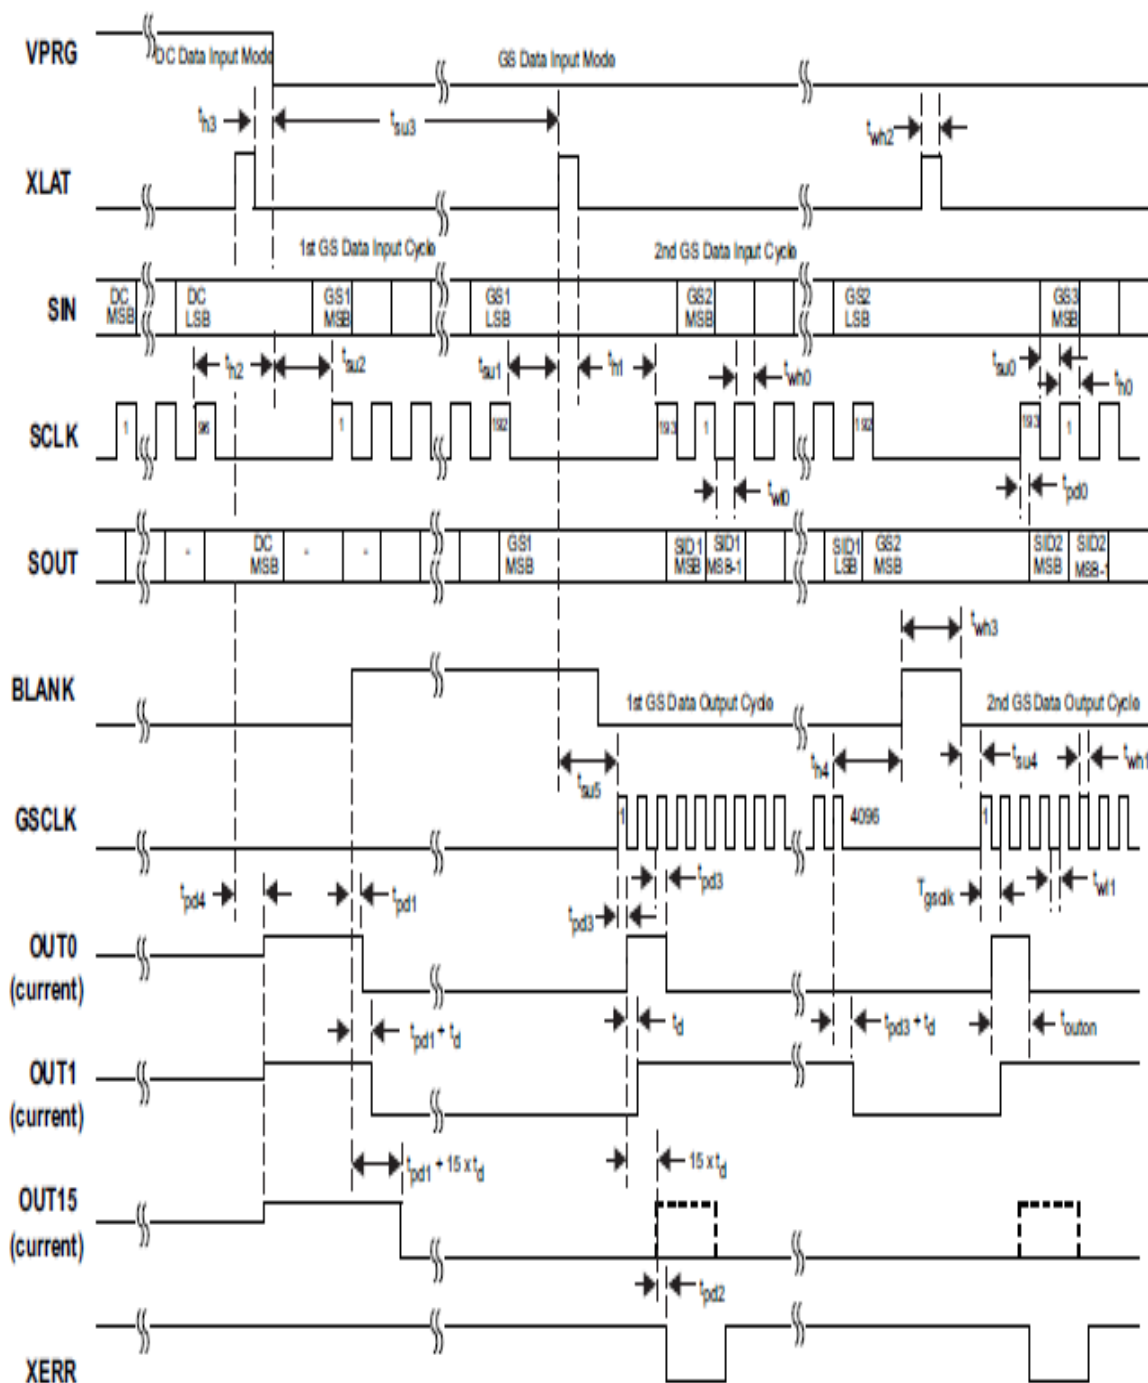 VPRG
DC Data Input Mode
GS Data Input Mode
th3
tsu3
twh2
XLAT
1st GS Data Input Cycle
2nd GS Data Input Cycle
SIN
DC MSB
DC LSB
GS1 MSB
GS1 LSB
GS2 MSB
GS2 LSB
GS3 MSB
th2
tsu2
tsu1
th1
twh0
tsu0
th0
SCLK
1
96
1
192
193
1
192
193
1
twl0
tpd0
SOUT
-
DC MSB
-
-
GS1 MSB
SID1 MSB
SID1 MSB-1
SID1 LSB
GS2 MSB
SID2 MSB
SID2 MSB-1
twh3
BLANK
1st GS Data Output Cycle
2nd GS Data Output Cycle
tsu5
th4
tsu4
twh1
GSCLK
1
4096
1
tpd4
tpd1
tpd3
tpd3
Tgsclk
twl1
OUT0
(current)
tpd1 + td
td
tpd3 + td
touton
OUT1
(current)
tpd1 + 15 x td
15 x td
OUT15
(current)
tpd2
XERR